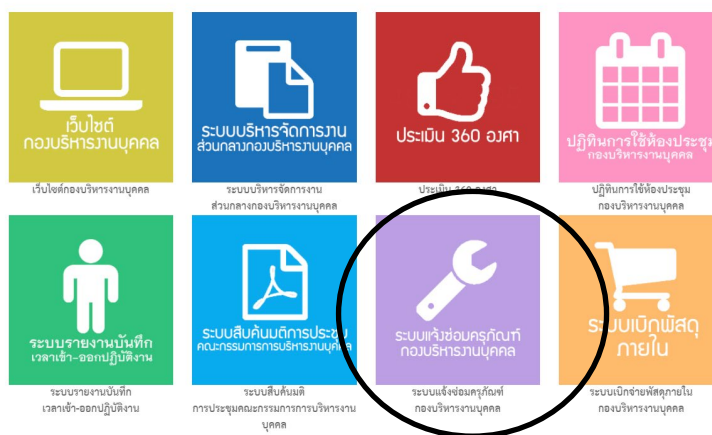 เว็บไซต์
กองบริหารงานบุคคล
เว็บไซต์กองบริหารงานบุคคล
ระบบบริหารจัดการงาน
ส่วนกลางกองบริหารงานบุคคล
ระบบบริหารจัดการงาน
ส่วนกลางกองบริหารงานบุคคล
ประเมิน 360 องศา
ประเมิน 360 องศา
ปฏิทินการใช้ห้องประชุม
กองบริหารงานบุคคล
ปฏิทินการใช้ห้องประชุม
กองบริหารงานบุคคล
ระบบรายงานบันทึก
เวลาเข้า-ออกปฏิบัติงาน
ระบบรายงานบันทึก
เวลาเข้า-ออกปฏิบัติงาน
ระบบสืบค้นมติการประชุม
คณะกรรมการการบริหารงานบุคคล
ระบบสืบค้นมติ
การประชุมคณะกรรมการการบริหารงาน
บุคคล
ระบบแจ้งซ่อมครุภัณฑ์
กองบริหารงานบุคคล
ระบบแจ้งซ่อมครุภัณฑ์
กองบริหารงานบุคคล
ระบบเบิกพัสดุ
ภายใน
ระบบเบิกจ่ายพัสดุภายใน
กองบริหารงานบุคคล